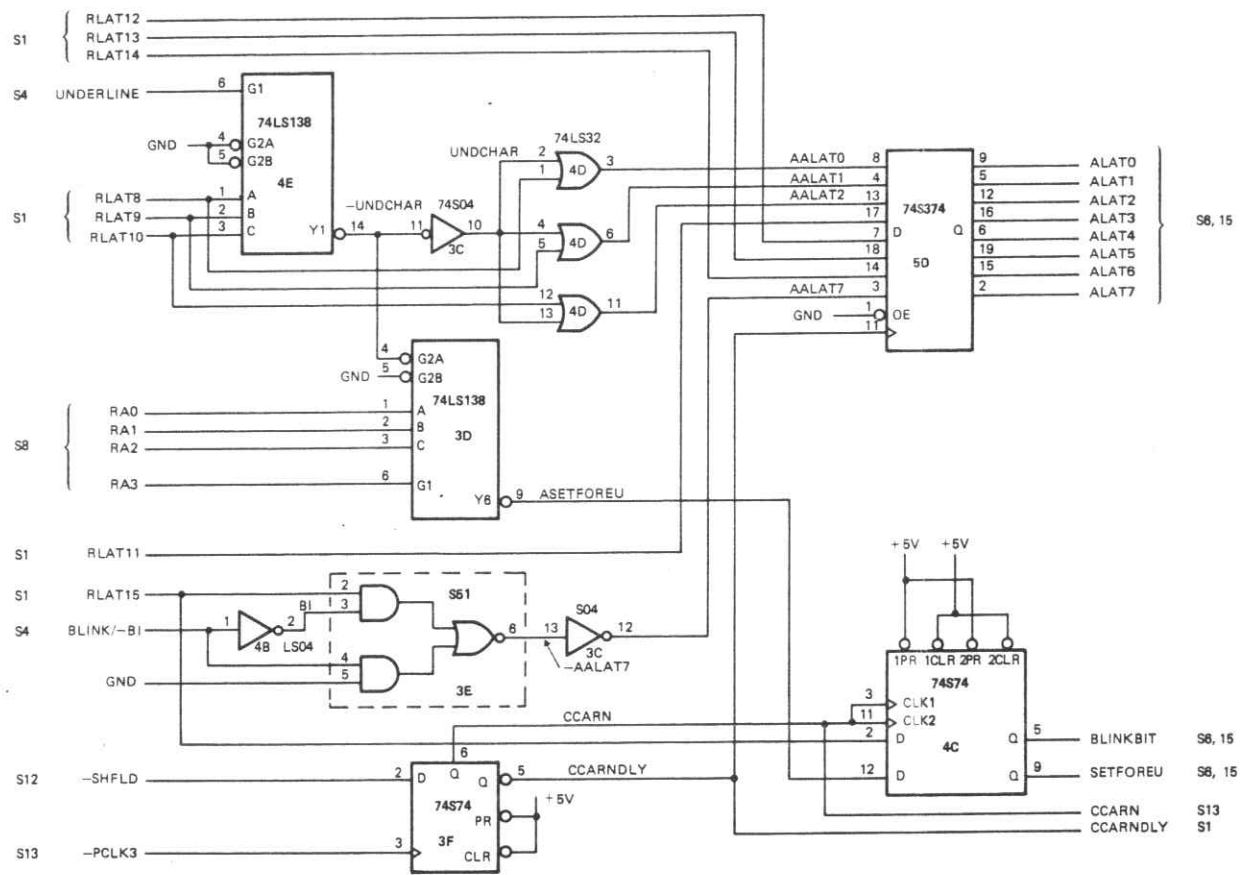 RLAT12
S1 RLAT13
RLAT14
6 G1
S4 UNDERLINE
74LS138
GND 4 G2A
5 G2B
4E
RLAT8 1 A
S1 RLAT9 2 B
RLAT10 3 C
Y1 14
-UNDCHAR
74S04
11 10
3C
UNDCHAR
74LS32
2 3
1 4D
4 6
5 4D
12 11
13 4D
AALAT0 8
AALAT1 4
AALAT2 13
17
7 D
18
14
AALAT7 3
GND 1 OE
11
74S374
Q
5D
9 ALAT0
5 ALAT1
12 ALAT2
16 ALAT3
6 ALAT4
19 ALAT5
15 ALAT6
2 ALAT7
S6, 15
4 G2A
GND 5 G2B
74LS138
RA0 1 A
RA1 2 B
3D
S8 RA2 3 C
RA3 6 G1
Y6 9 ASETFOREU
S1 RLAT11
S1 RLAT15
S4 BLINK/-BI 1 2 BI
4B LS04
GND
2 S51
3
4
5
6
3E
S04
13 12
3C
-AALAT7
CCARN
6
S12 -SHFLD 2 D Q Q 5 CCARNDLY
74S74
PR +5V
3F
S13 -PCLK3 3 CLR
+5V +5V
1PR 1CLR 2PR 2CLR
74S74
3 CLK1
11 CLK2
2 D 4C Q 5 BLINKBIT S6, 15
12 D Q 9 SETFOREU S6, 15
CCARN S13
CCARNDLY S1